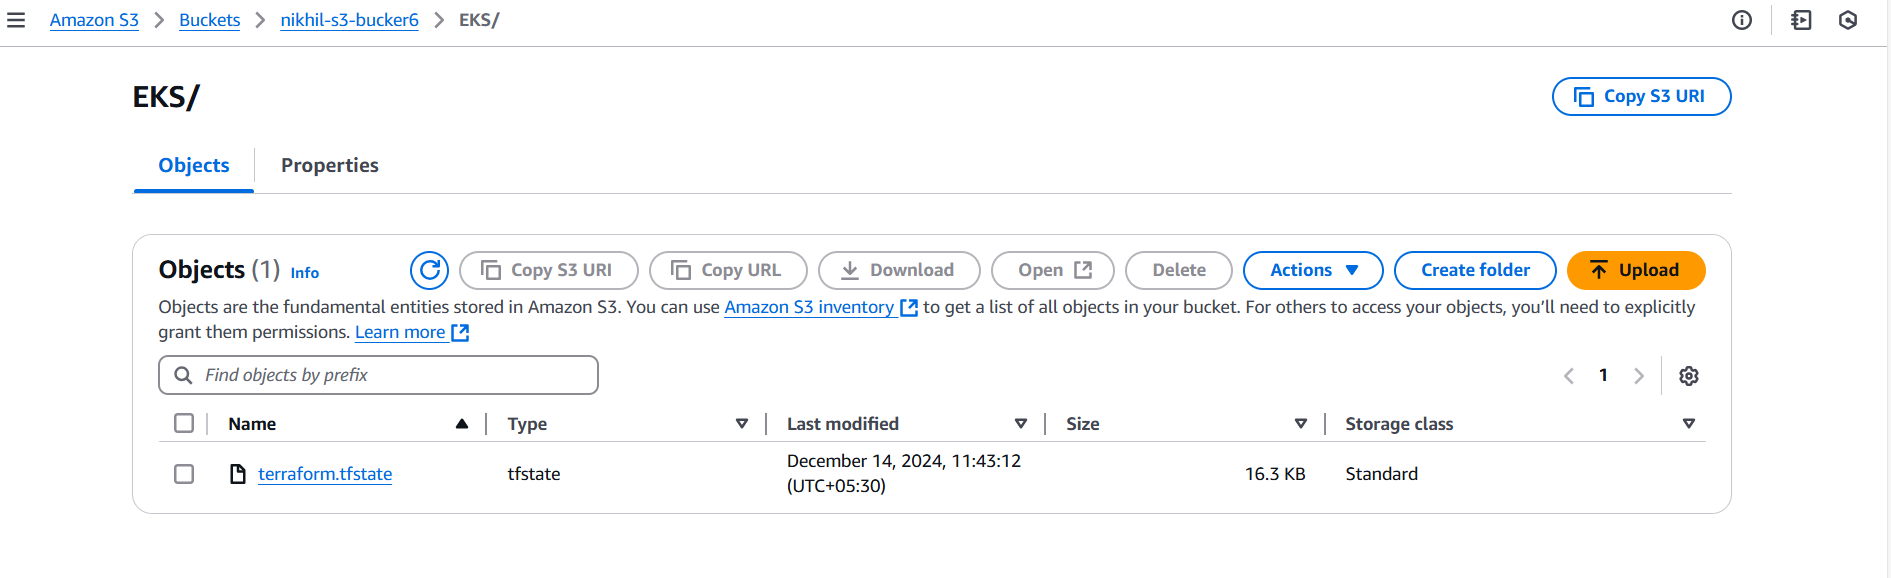 Amazon S3 > Buckets > nikhil-s3-bucker6 > EKS/
EKS/
Copy S3 URI
Objects
Properties
Objects (1) Info
Copy S3 URI
Copy URL
Download
Open
Delete
Actions
Create folder
Upload
Objects are the fundamental entities stored in Amazon S3. You can use Amazon S3 inventory to get a list of all objects in your bucket. For others to access your objects, you’ll need to explicitly
grant them permissions. Learn more
Find objects by prefix
1
Name
Type
Last modified
Size
Storage class
terraform.tfstate
tfstate
December 14, 2024, 11:43:12
(UTC+05:30)
16.3 KB
Standard